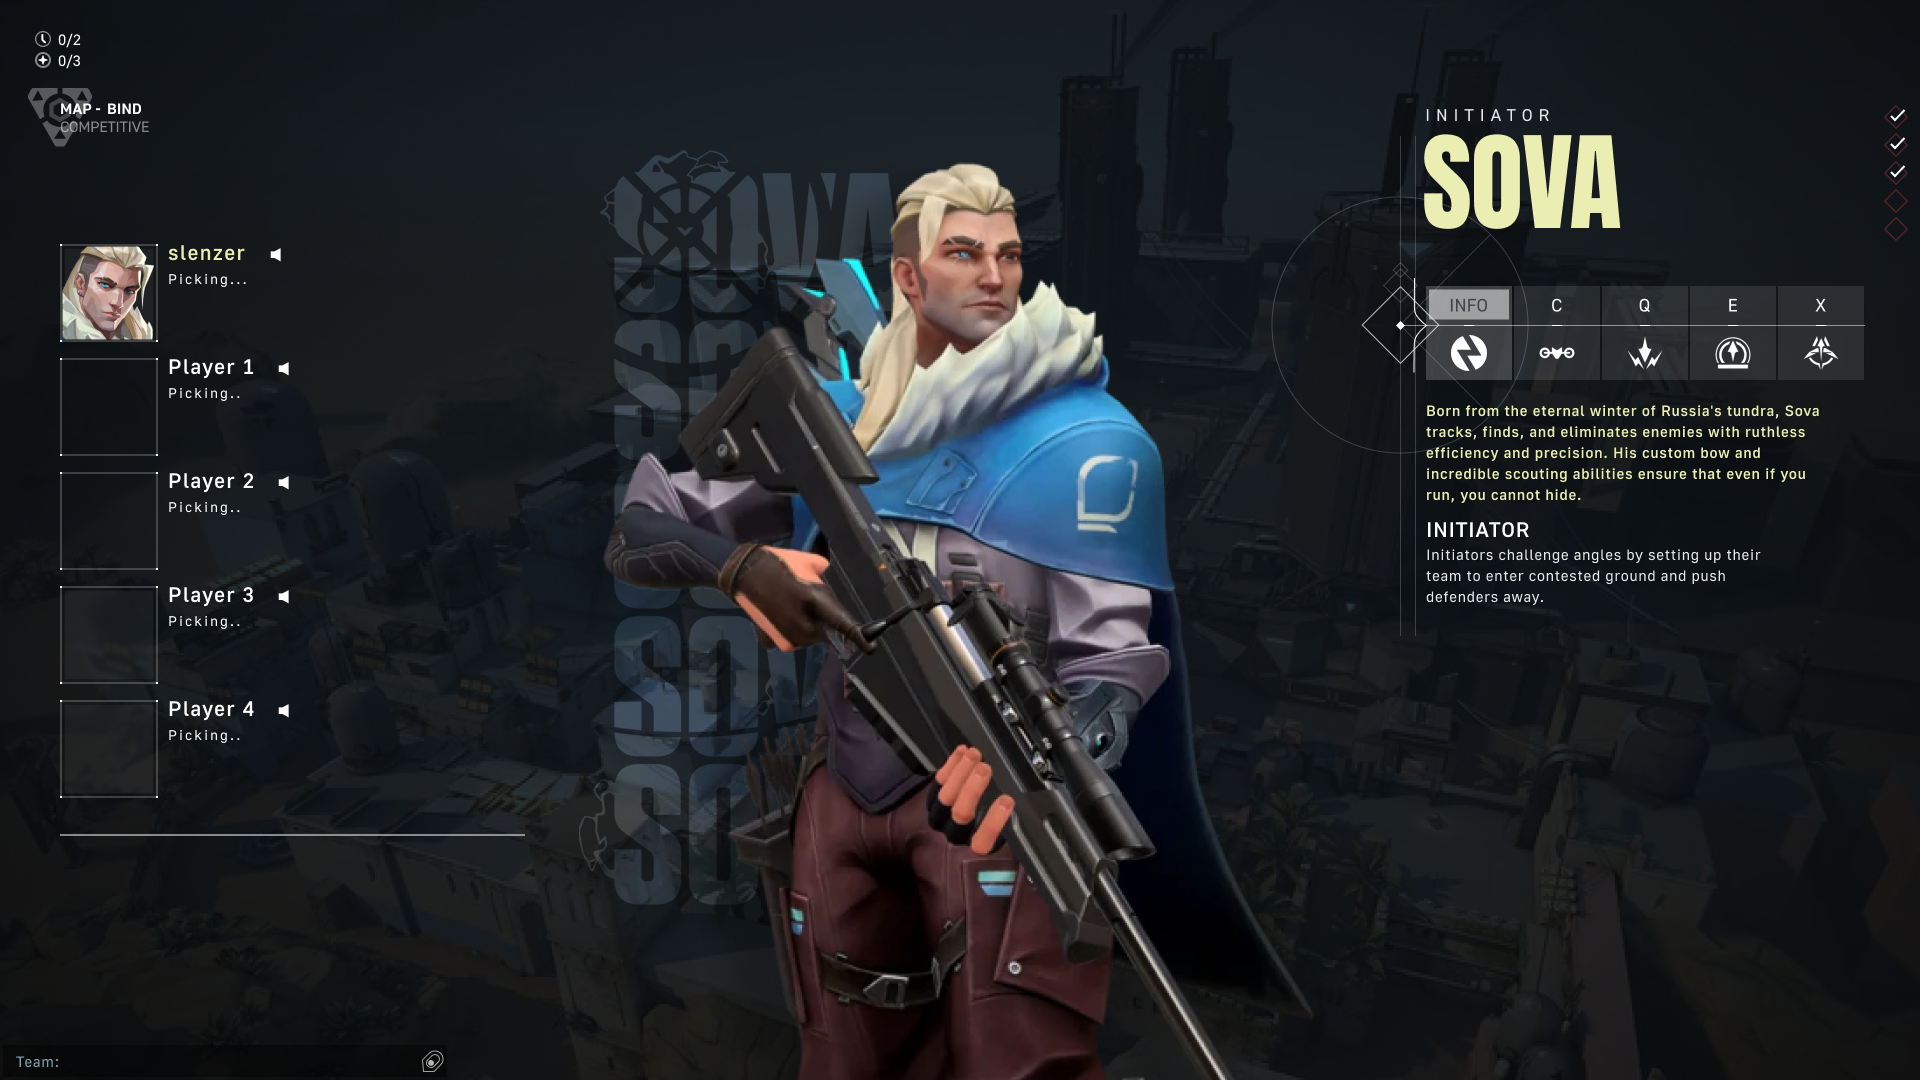 0/2
0/3
MAP - BIND
COMPETITIVE
slenzer
Picking...
Player 1
Picking..
Player 2
Picking..
Player 3
Picking..
Player 4
Picking..
Team:
SOVA
SOVA
INITIATOR
SOVA
INFO
C
Q
E
X
Born from the eternal winter of Russia's tundra, Sova
tracks, finds, and eliminates enemies with ruthless
efficiency and precision. His custom bow and
incredible scouting abilities ensure that even if you
run, you cannot hide.
INITIATOR
Initiators challenge angles by setting up their
team to enter contested ground and push
defenders away.